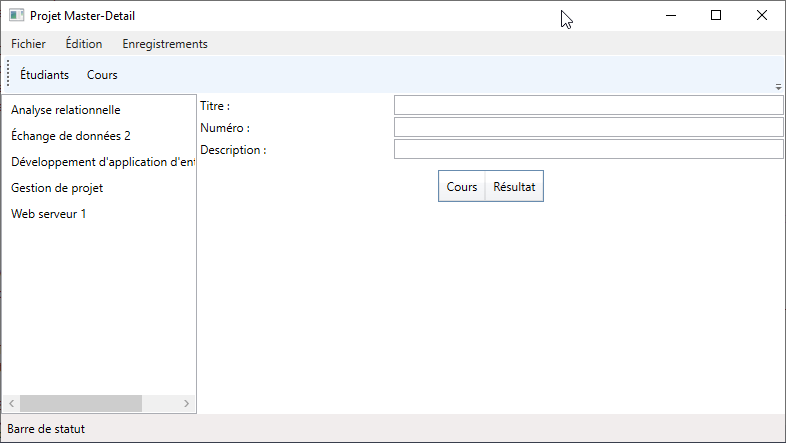 Projet Master-Detail
Fichier Édition Enregistrements
Étudiants Cours
Analyse relationnelle
Échange de données 2
Développement d'application d'ent
Gestion de projet
Web serveur 1
Titre :
Numéro :
Description :
Cours Résultat
Barre de statut